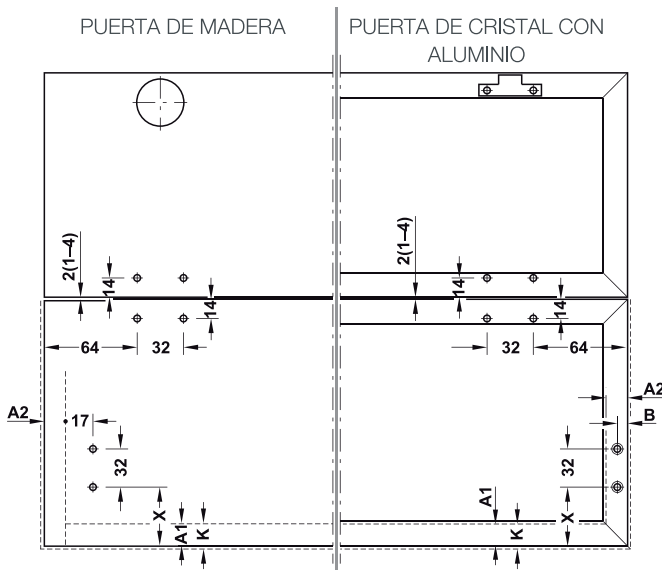 PUERTA DE MADERA
PUERTA DE CRISTAL CON
ALUMINIO
2(1–4)
14
14
64
32
A2
17
32
X
A1
K
2(1–4)
14
14
32
64
A2
B
32
A1
K
X